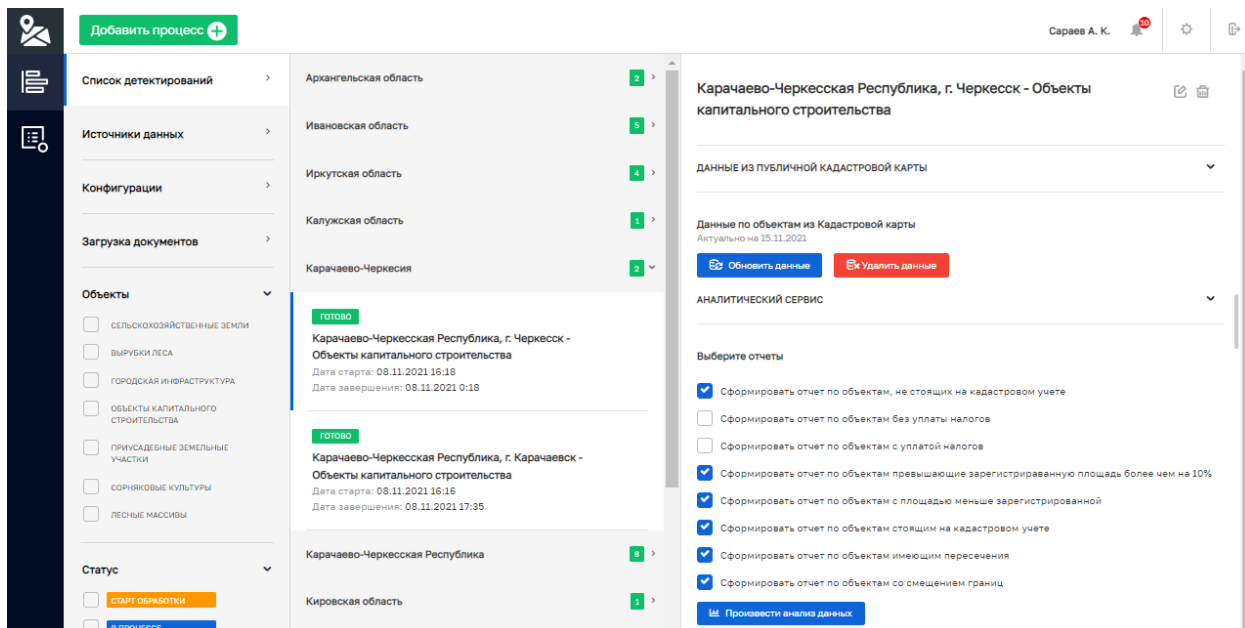 Добавить процесс
Сараев А. К.
10
Список детектирований
Источники данных
Конфигурации
Загрузка документов
Объекты
СЕЛЬСКОХОЗЯЙСТВЕННЫЕ ЗЕМЛИ
ВЫРУБКИ ЛЕСА
ГОРОДСКАЯ ИНФРАСТРУКТУРА
ОБЪЕКТЫ КАПИТАЛЬНОГО
СТРОИТЕЛЬСТВА
ПРИУСАДЕБНЫЕ ЗЕМЕЛЬНЫЕ
УЧАСТКИ
СОРНЯКОВЫЕ КУЛЬТУРЫ
ЛЕСНЫЕ МАССИВЫ
Статус
СТАРТ ОБРАБОТКИ
В ПРОЦЕССЕ
Архангельская область 2
Ивановская область 5
Иркутская область 4
Калужская область 1
Карачаево-Черкесия 2
ГОТОВО
Карачаево-Черкесская Республика, г. Черкесск -
Объекты капитального строительства
Дата старта: 08.11.2021 16:18
Дата завершения: 08.11.2021 0:18
ГОТОВО
Карачаево-Черкесская Республика, г. Карачаевск -
Объекты капитального строительства
Дата старта: 08.11.2021 16:16
Дата завершения: 08.11.2021 17:35
Карачаево-Черкесская Республика 8
Кировская область 1
Карачаево-Черкесская Республика, г. Черкесск - Объекты
капитального строительства
ДАННЫЕ ИЗ ПУБЛИЧНОЙ КАДАСТРОВОЙ КАРТЫ
Данные по объектам из Кадастровой карты
Актуально на 15.11.2021
Обновить данные
Удалить данные
АНАЛИТИЧЕСКИЙ СЕРВИС
Выберите отчеты
Сформировать отчет по объектам, не стоящих на кадастровом учете
Сформировать отчет по объектам без уплаты налогов
Сформировать отчет по объектам с уплатой налогов
Сформировать отчет по объектам превышающие зарегистрираванную площадь более чем на 10%
Сформировать отчет по объектам с площадью меньше зарегистрированной
Сформировать отчет по объектам стоящим на кадастровом учете
Сформировать отчет по объектам имеющим пересечения
Сформировать отчет по объектам со смещением границ
Произвести анализ данных